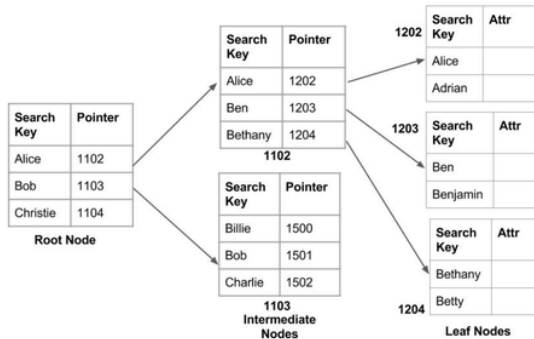 Search Key Pointer
Alice 1102
Bob 1103
Christie 1104
Root Node
Search Key Pointer
Alice 1202
Ben 1203
Bethany 1204
1102
Search Key Pointer
Billie 1500
Bob 1501
Charlie 1502
1103
Intermediate
Nodes
1202
Search Key Attr
Alice
Adrian
1203
Search Key Attr
Ben
Benjamin
Search Key Attr
Bethany
Betty
1204
Leaf Nodes